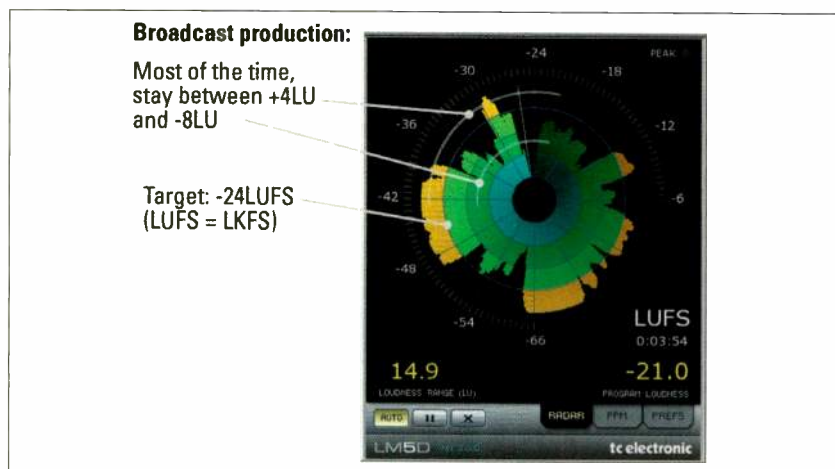 Broadcast production:
Most of the time,
stay between +4LU
and -8LU
Target: -24LUFS
(LUFS = LKFS)
-24
PEAK
-30
-18
-36
-12
-42
-6
-48
-54
-66
LUFS
0:03:54
14.9
-21.0
LOUDNESS RANGE (LU)
PROGRAM LOUDNESS
AUTO
II
X
RADAR
PPM
PREFS
LM5D
tc electronic